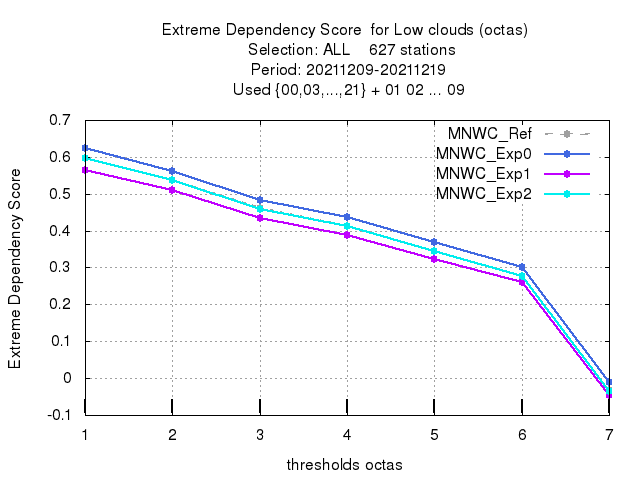 Extreme Dependency Score  for Low clouds (octas)
Selection: ALL    627 stations
Period: 20211209-20211219
Used {00,03,...,21} + 01 02 ... 09
MNWC_Ref
MNWC_Exp0
MNWC_Exp1
MNWC_Exp2
Extreme Dependency Score
0.7
0.6
0.5
0.4
0.3
0.2
0.1
0
-0.1
1 2 3 4 5 6 7
thresholds octas